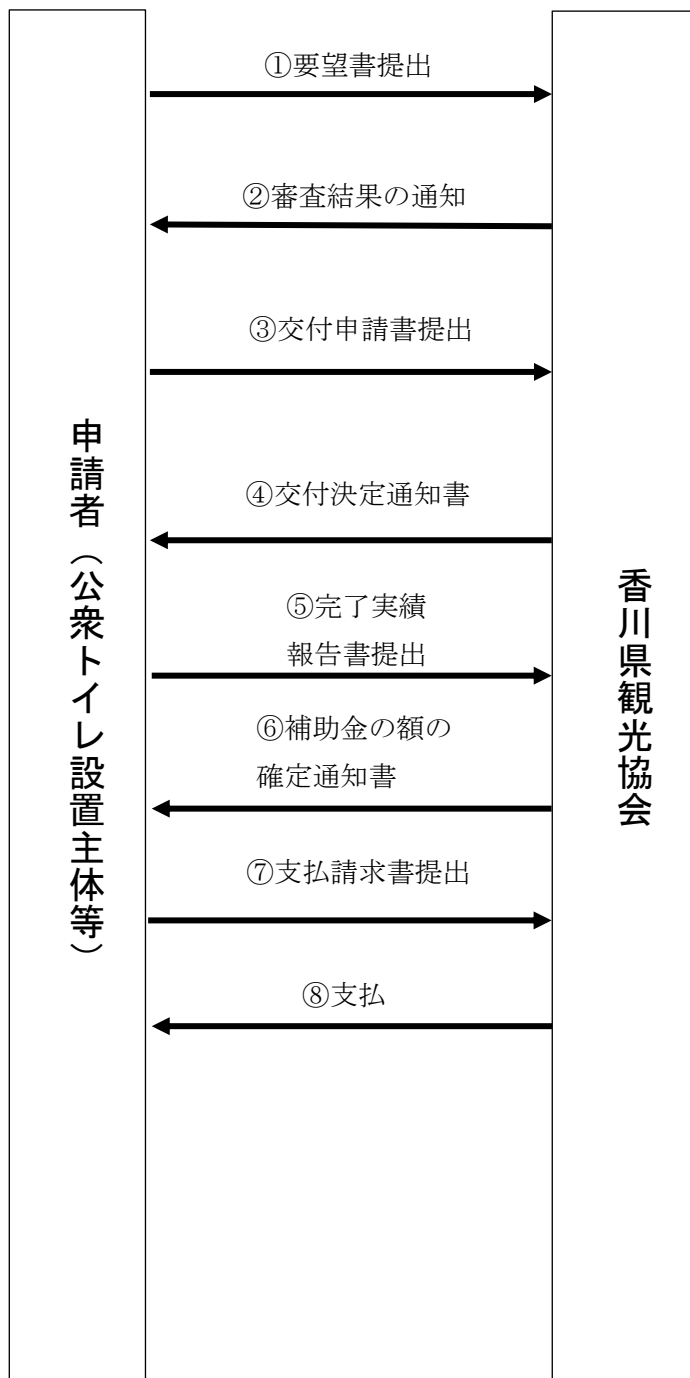 ①要望書提出
②審査結果の通知
③交付申請書提出
④交付決定通知書
⑤完了実績
報告書提出
⑥補助金の額の
確定通知書
⑦支払請求書提出
⑧支払
申請者（公衆トイレ設置主体等）
香川県観光協会